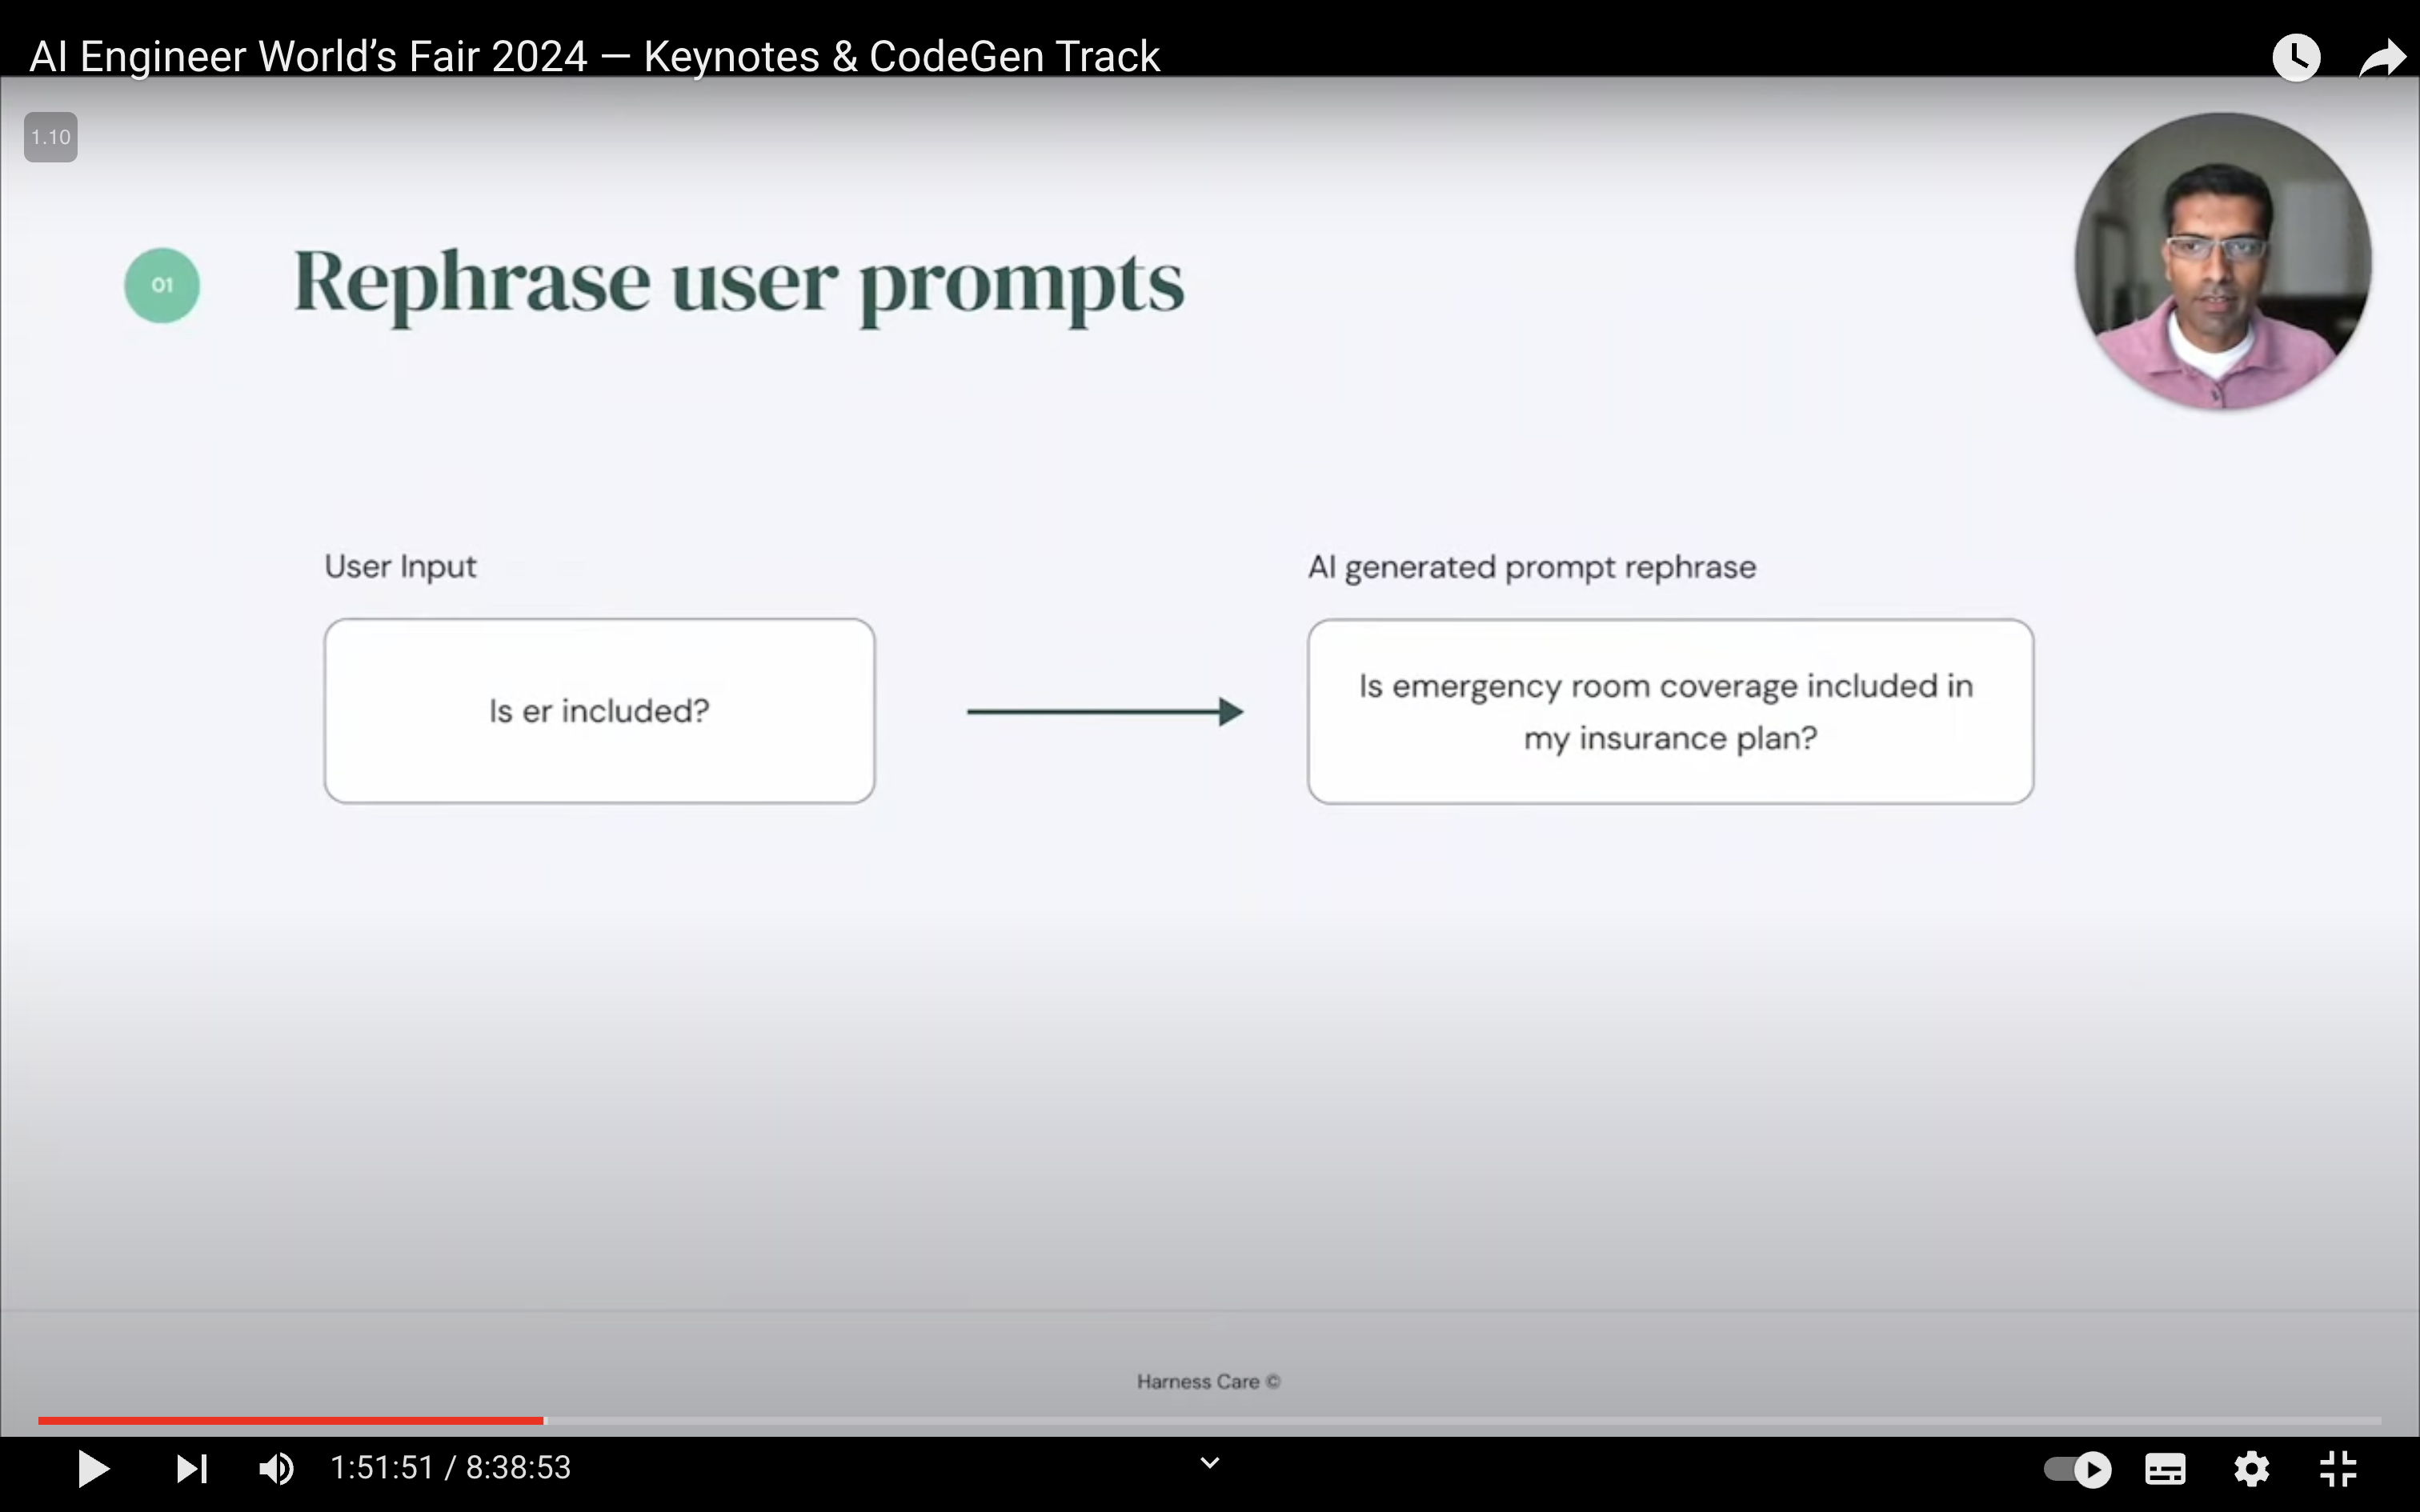 AI Engineer World’s Fair 2024 — Keynotes & CodeGen Track
1.10
01
Rephrase user prompts
User Input
Is er included?
AI generated prompt rephrase
Is emergency room coverage included in
my insurance plan?
Harness Care ©
1:51:51 / 8:38:53